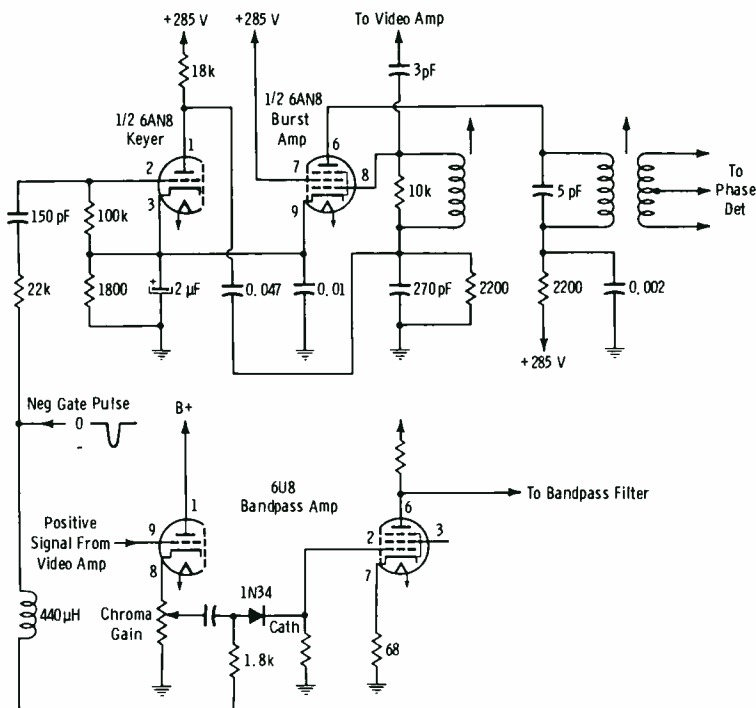 +285 V
+285 V
To Video Amp
18k
3pF
1/2 6AN8
Keyer
1/2 6AN8
Burst
Amp
1
6
2
7
8
3
9
150 pF
100k
10k
5 pF
To
Phase
Det
22k
1800
+
2 µF
0.047
0.01
270 pF
2200
2200
0.002
+285 V
Neg Gate Pulse
0
-
B+
6U8
Bandpass Amp
1
6
To Bandpass Filter
Positive
Signal From
Video Amp
9
2
3
8
7
1N34
440µH
Chroma
Gain
Cath
1.8k
68